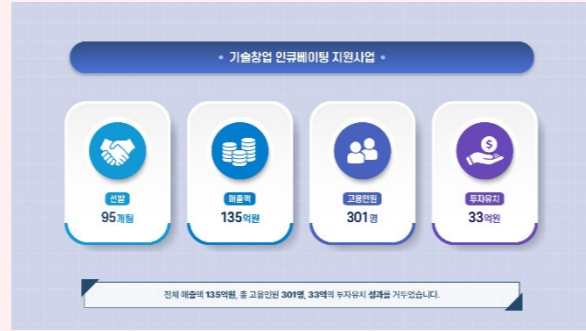 • 기술창업 인큐베이팅 지원사업 •
선발
95개팀
매출액
135억원
고용인원
301명
투자유치
33억원
전체 매출액 135억원, 총 고용인원 301명, 33억의 투자유치 성과를 거두었습니다.